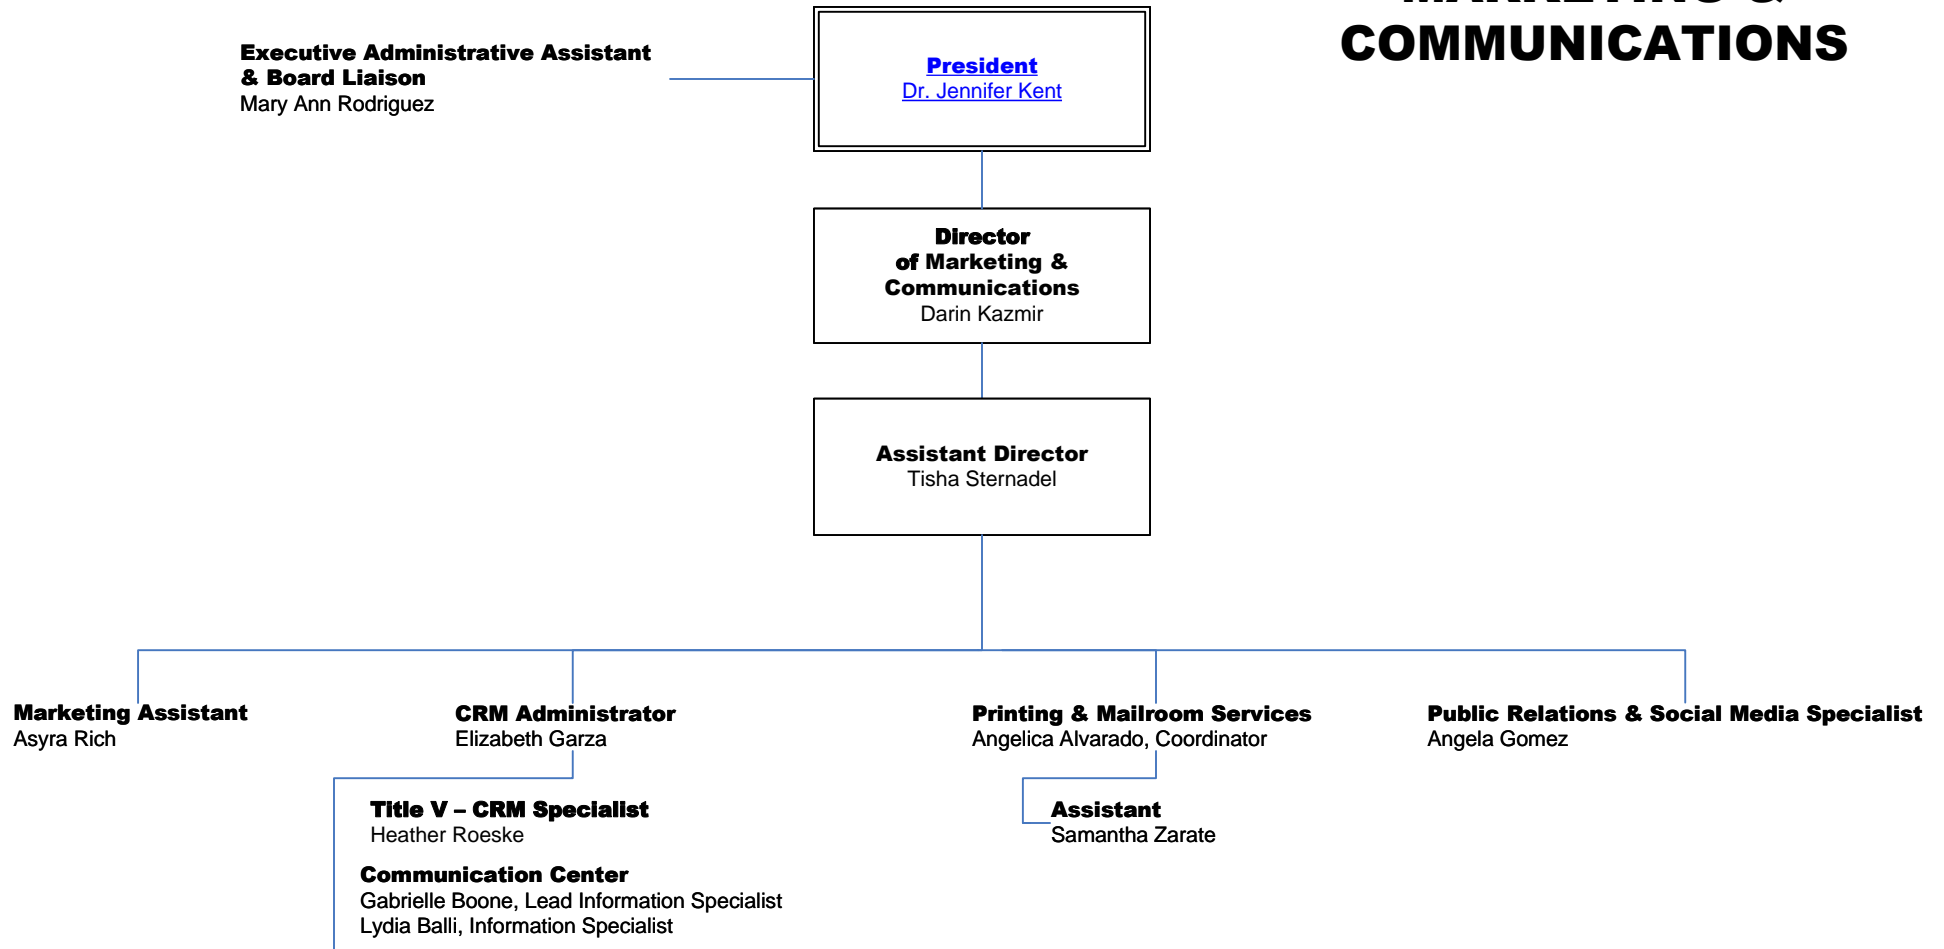 MARKETING &
COMMUNICATIONS
Executive Administrative Assistant
& Board Liaison
Mary Ann Rodriguez
President
Dr. Jennifer Kent
Director
of Marketing &
Communications
Darin Kazmir
Assistant Director
Tisha Sternadel
Marketing Assistant
Asyra Rich
CRM Administrator
Elizabeth Garza
Printing & Mailroom Services
Angelica Alvarado, Coordinator
Public Relations & Social Media Specialist
Angela Gomez
Title V – CRM Specialist
Heather Roeske
Assistant
Samantha Zarate
Communication Center
Gabrielle Boone, Lead Information Specialist
Lydia Balli, Information Specialist